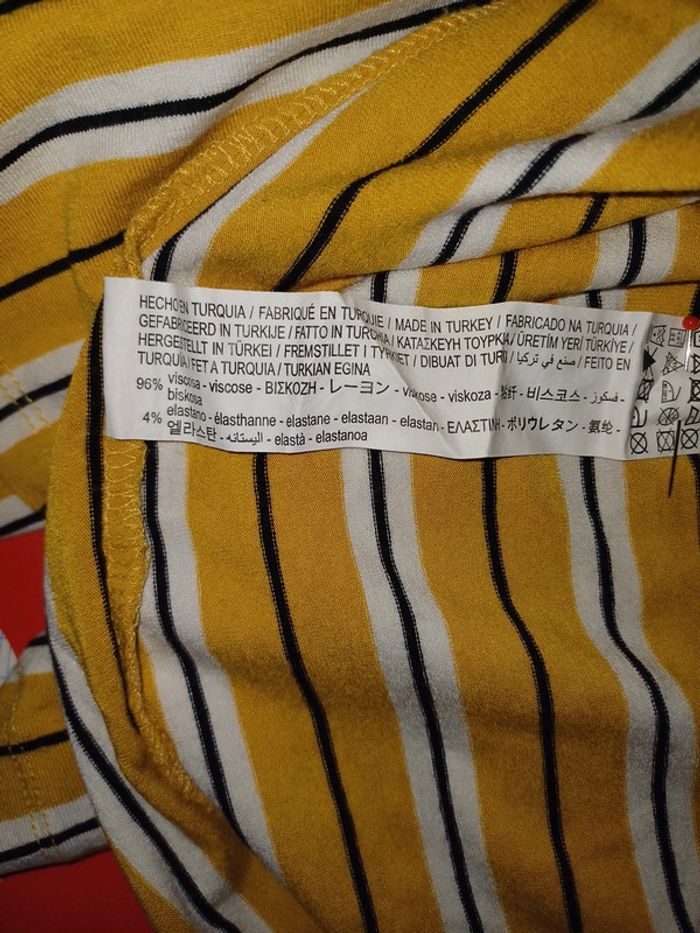 HECHO EN TURQUIA / FABRIQUÉ EN TURQUIE / MADE IN TURKEY / FABRICADO NA TURQUIA /
GEFABRICEERD IN TURKIJE / FATTO IN TURCHIA / ΚΑΤΑΣΚΕΥΗ ΤΟΥΡΚΙΑ / ÜRETİM YERİ TÜRKİYE /
HERGESTELLT IN TÜRKEI / FREMSTILLET I TYRKIET / DIBUAT DI TURKI / صنع في تركيا / FEITO EN
TURQUIA / FET A TURQUIA / TURKIAN EGINA
96% viscosa - viscose - ΒΙΣΚΟΖΗ - レーヨン - viskose - viskoza - 粘纤 - 비스코스 - فسكوز -
biskosa
4% elastano - élasthanne - elastane - elastaan - elastan - ΕΛΑΣΤΙΝΗ - ポリウレタン - 氨纶 -
엘라스탄 - اليستانه - elastà - elastanoa